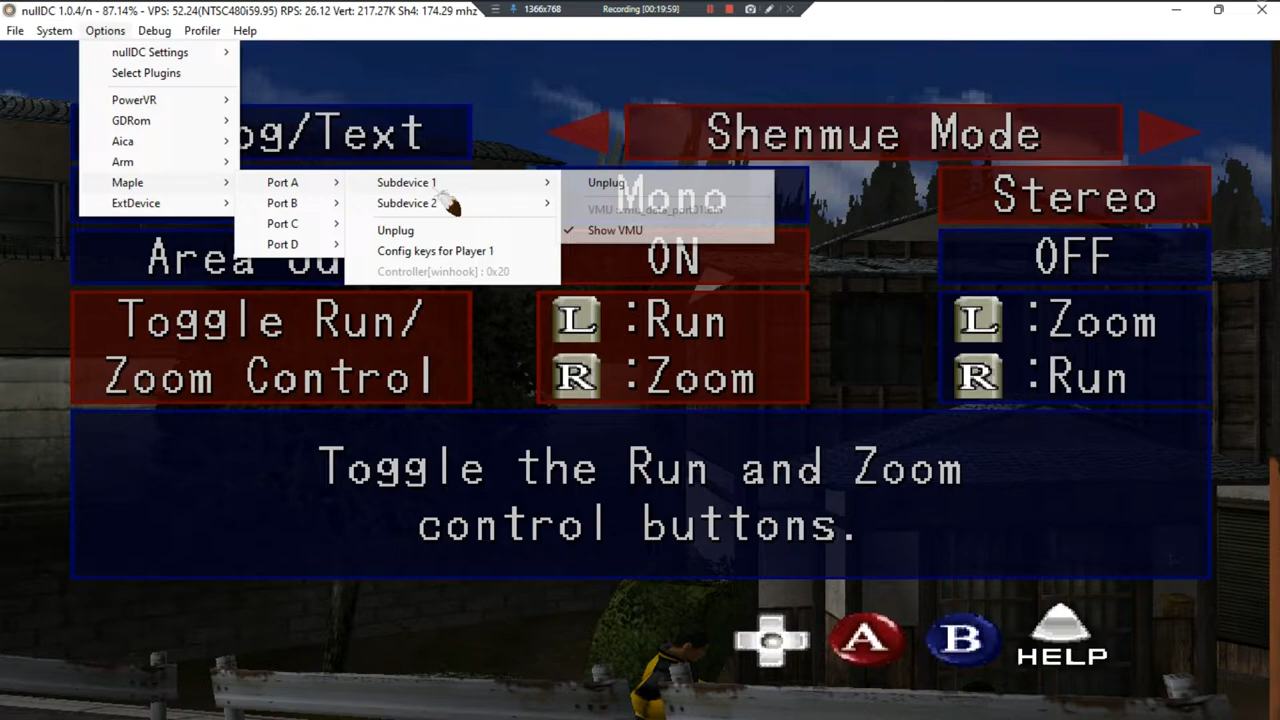 nullDC 1.0.4/n - 87.14% - VPS: 52.24(NTSC480i59.95) RPS: 26.12 Vert: 217.27K Sh4: 174.29 mhz
1366x768
Recording [00:19:59]
File System Options Debug Profiler Help
nullDC Settings
Select Plugins
PowerVR
GDRom
Aica
Arm
Maple
ExtDevice
Port A
Port B
Port C
Port D
Subdevice 1
Subdevice 2
Unplug
Config keys for Player 1
Controller[winhook] : 0x20
Unplug
Show VMU
og/Text Shenmue Mode
Mono Stereo
Area Su ON OFF
Toggle Run/
Zoom Control
L :Run
R :Zoom
L :Zoom
R :Run
Toggle the Run and Zoom
control buttons.
A B HELP